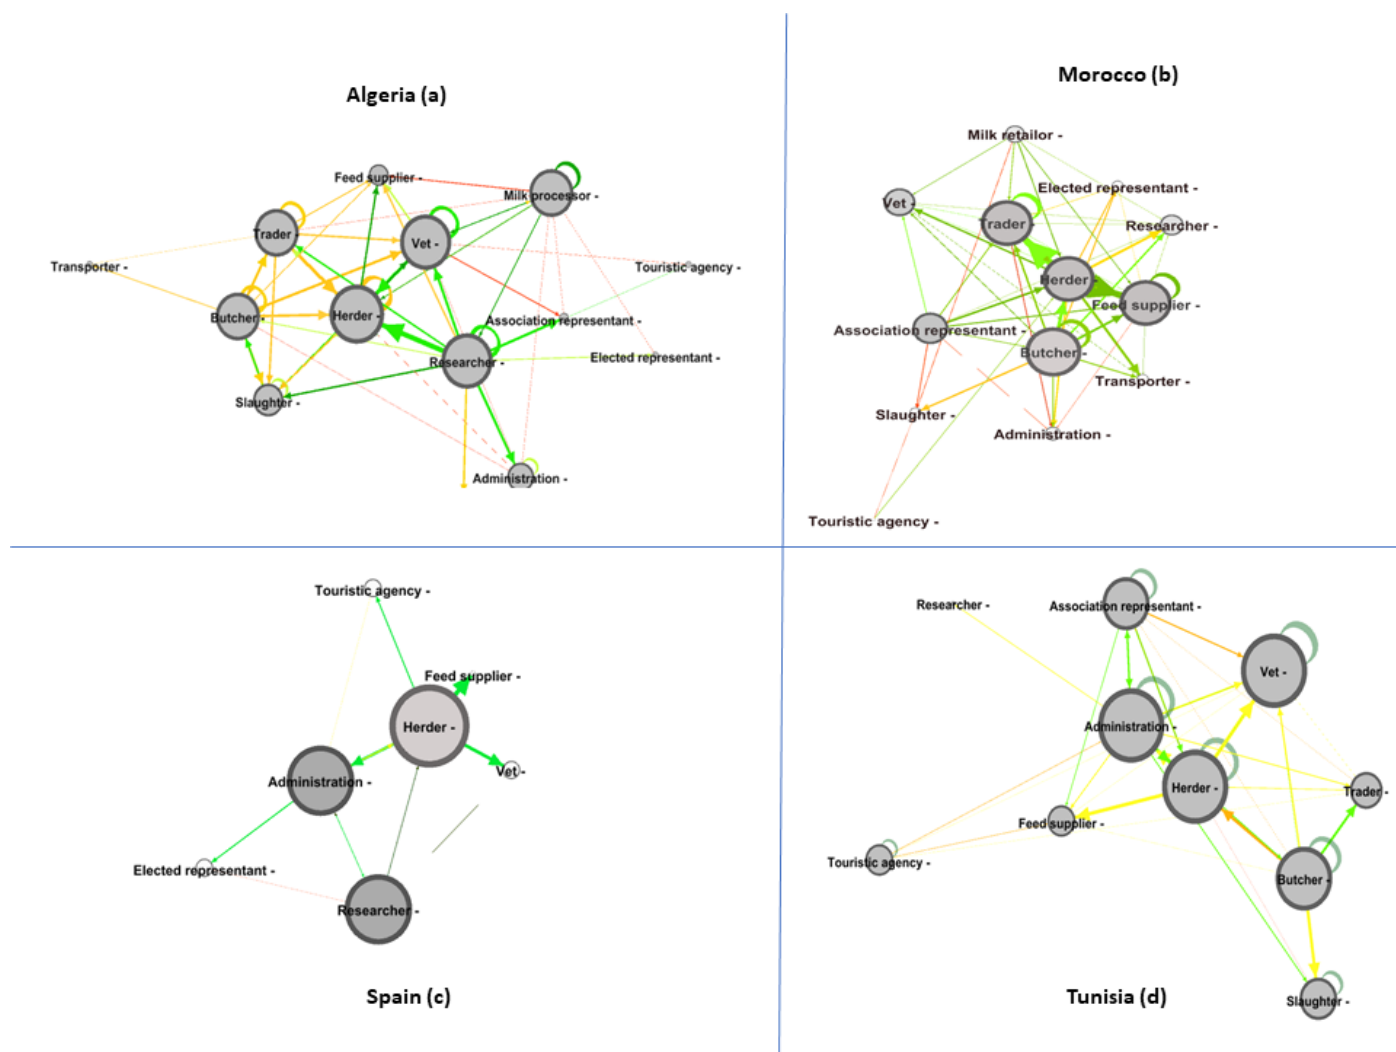 Algeria (a)
Feed supplier -
Milk processor -
Trader -
Vet -
Transporter -
Touristic agency -
Butcher -
Herder -
Association representant -
Elected representant -
Researcher -
Slaughter -
Administration -
Morocco (b)
Milk retailor -
Elected representant -
Vet -
Trader -
Researcher -
Herder -
Feed supplier -
Association representant -
Butcher -
Transporter -
Slaughter -
Administration -
Touristic agency -
Touristic agency -
Feed supplier -
Herder -
Vet -
Administration -
Elected representant -
Researcher -
Spain (c)
Researcher -
Association representant -
Vet -
Administration -
Herder -
Trader -
Feed supplier -
Touristic agency -
Butcher -
Slaughter -
Tunisia (d)